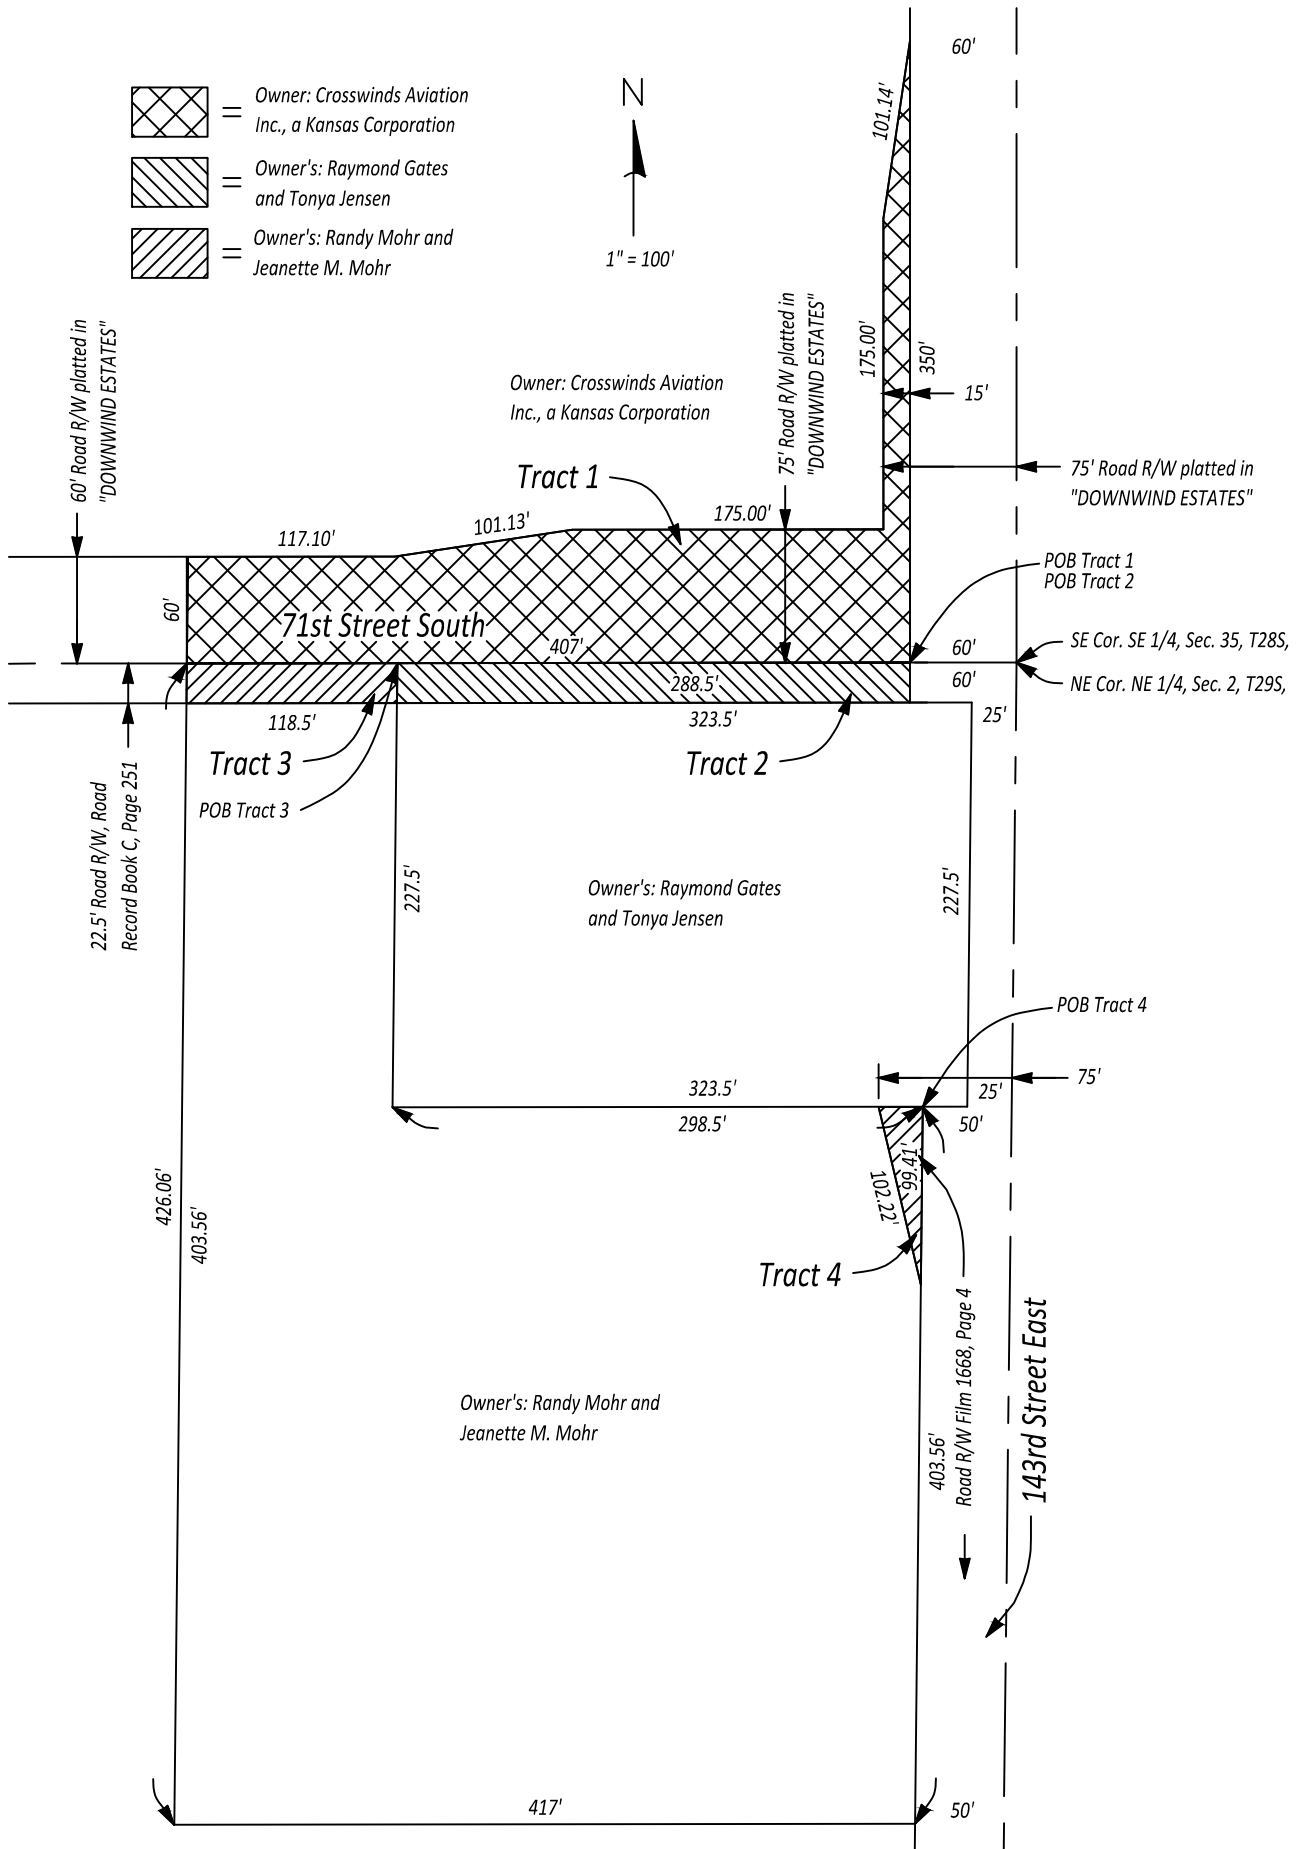 60'
= Owner: Crosswinds Aviation
Inc., a Kansas Corporation
N
101.14'
= Owner's: Raymond Gates
and Tonya Jensen
= Owner's: Randy Mohr and
Jeanette M. Mohr
1" = 100'
60' Road R/W platted in
"DOWNWIND ESTATES"
75' Road R/W platted in
"DOWNWIND ESTATES"
175.00'
350'
15'
Owner: Crosswinds Aviation
Inc., a Kansas Corporation
75' Road R/W platted in
"DOWNWIND ESTATES"
Tract 1
175.00'
101.13'
117.10'
POB Tract 1
POB Tract 2
60'
71st Street South
407'
60'
SE Cor. SE 1/4, Sec. 35, T28S,
60'
NE Cor. NE 1/4, Sec. 2, T29S,
288.5'
118.5'
323.5'
25'
Tract 3
Tract 2
POB Tract 3
22.5' Road R/W, Road
Record Book C, Page 251
227.5'
Owner's: Raymond Gates
and Tonya Jensen
227.5'
POB Tract 4
75'
323.5'
25'
298.5'
50'
99.41'
102.22'
426.06'
403.56'
Tract 4
Road R/W Film 1668, Page 4
143rd Street East
Owner's: Randy Mohr and
Jeanette M. Mohr
403.56'
417'
50'